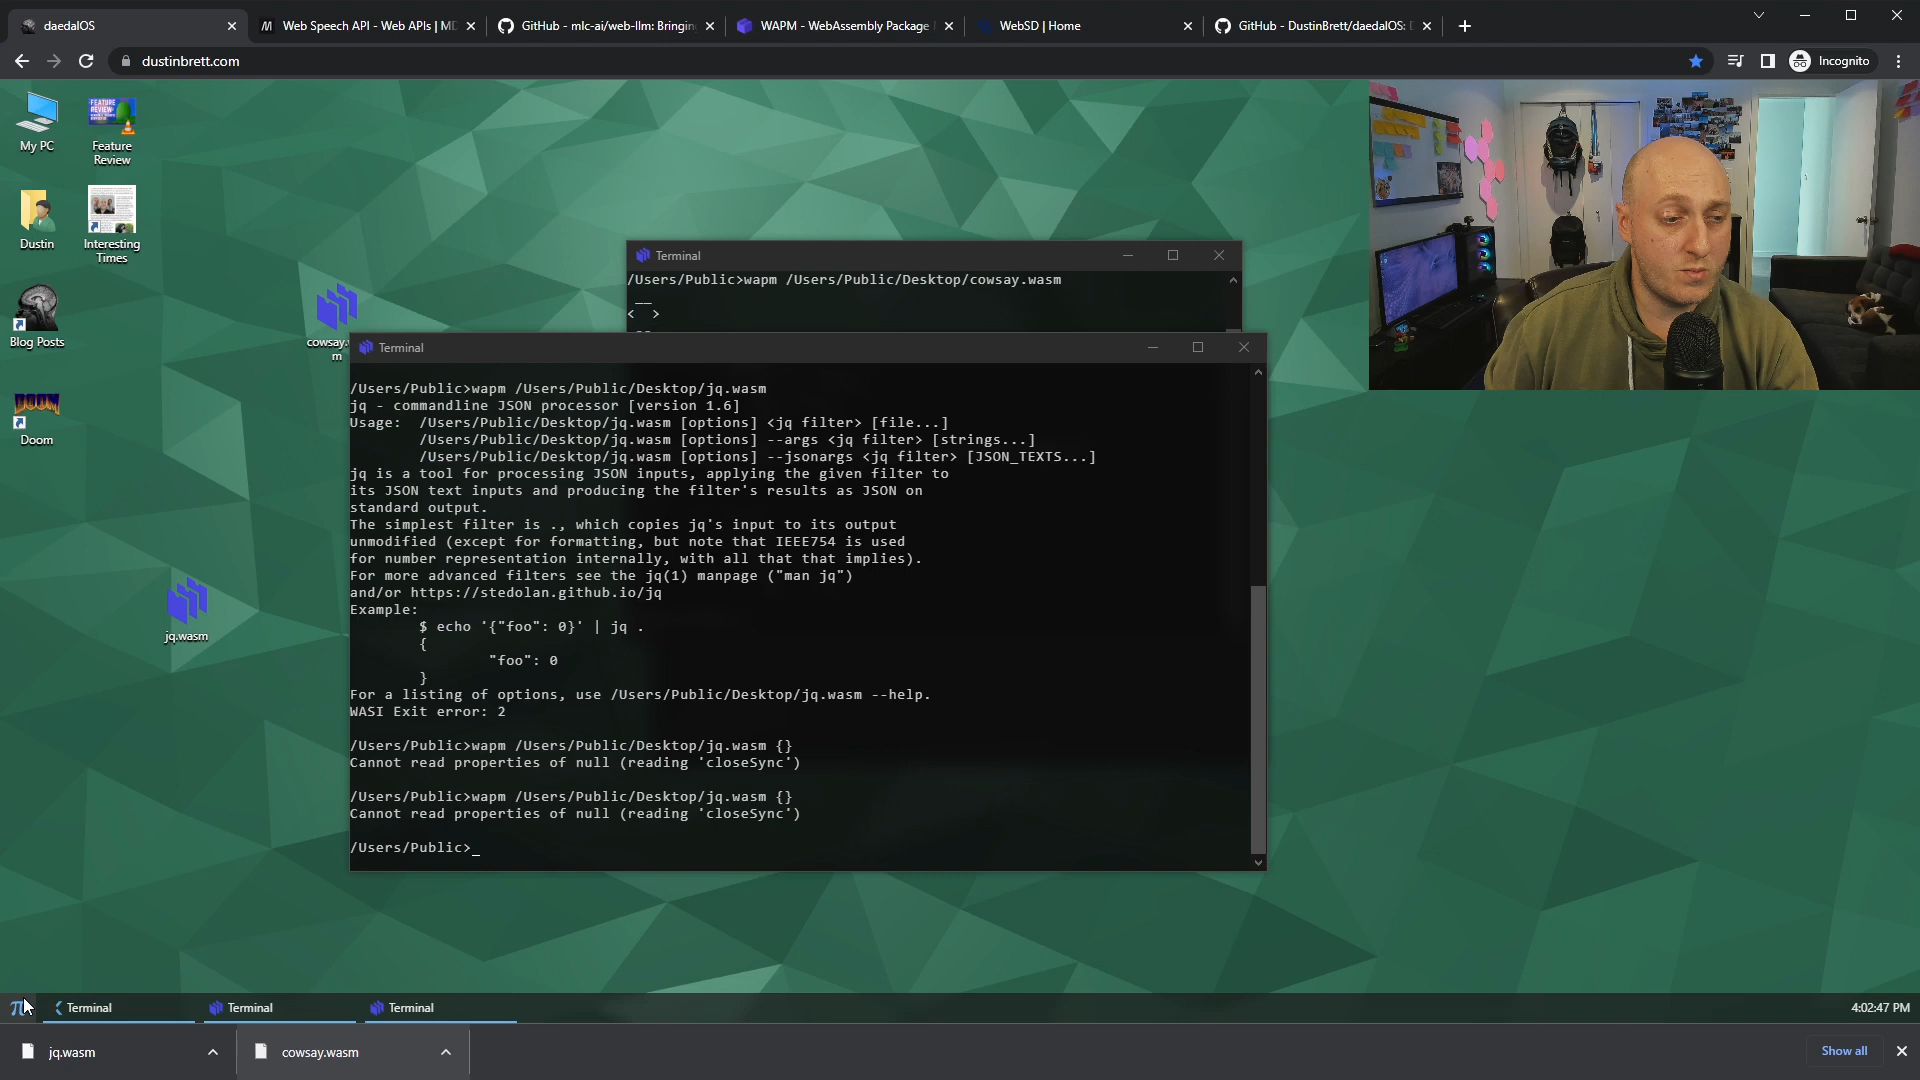 daedalOS
Web Speech API - Web APIs | MD
GitHub - mlc-ai/web-llm: Bringin
WAPM - WebAssembly Package
WebSD | Home
GitHub - DustinBrett/daedalOS: D
dustinbrett.com
Incognito
My PC
FEATURE
REVIEW
Feature
Review
Dustin
Interesting
Times
Blog Posts
DOOM
Doom
cowsay.
m
jq.wasm
Terminal
/Users/Public>wapm /Users/Public/Desktop/cowsay.wasm
__
<  >
--
Terminal
/Users/Public>wapm /Users/Public/Desktop/jq.wasm
jq - commandline JSON processor [version 1.6]
Usage:  /Users/Public/Desktop/jq.wasm [options] <jq filter> [file...]
/Users/Public/Desktop/jq.wasm [options] --args <jq filter> [strings...]
/Users/Public/Desktop/jq.wasm [options] --jsonargs <jq filter> [JSON_TEXTS...]
jq is a tool for processing JSON inputs, applying the given filter to
its JSON text inputs and producing the filter's results as JSON on
standard output.
The simplest filter is ., which copies jq's input to its output
unmodified (except for formatting, but note that IEEE754 is used
for number representation internally, with all that that implies).
For more advanced filters see the jq(1) manpage ("man jq")
and/or https://stedolan.github.io/jq
Example:
$ echo '{"foo": 0}' | jq .
{
"foo": 0
}
For a listing of options, use /Users/Public/Desktop/jq.wasm --help.
WASI Exit error: 2
/Users/Public>wapm /Users/Public/Desktop/jq.wasm {}
Cannot read properties of null (reading 'closeSync')
/Users/Public>wapm /Users/Public/Desktop/jq.wasm {}
Cannot read properties of null (reading 'closeSync')
/Users/Public>_
Terminal
Terminal
Terminal
4:02:47 PM
jq.wasm
cowsay.wasm
Show all